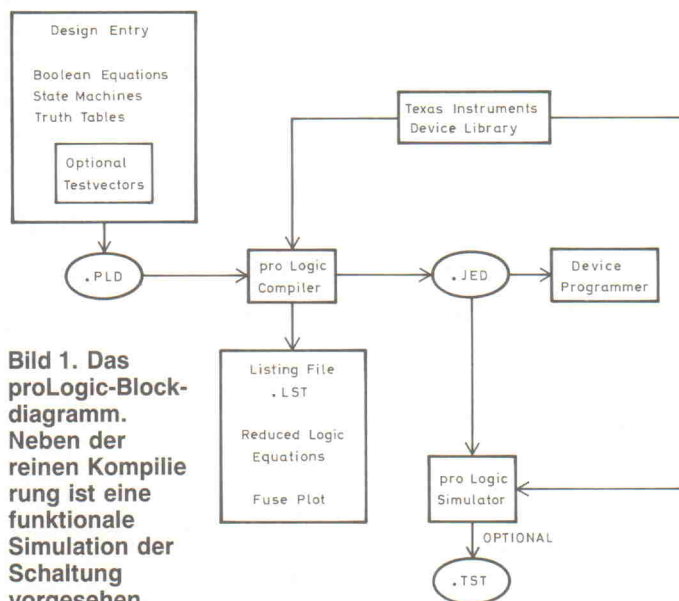 Design Entry
Boolean Equations
State Machines
Truth Tables
Optional
Testvectors
Texas Instruments
Device Library
.PLD
pro Logic
Compiler
.JED
Device
Programmer
Listing File
.LST
Reduced Logic
Equations
Fuse Plot
pro Logic
Simulator
OPTIONAL
.TST
Bild 1. Das
proLogic-Block-
diagramm.
Neben der
reinen Kompilie
rung ist eine
funktionale
Simulation der
Schaltung
vorgesehen